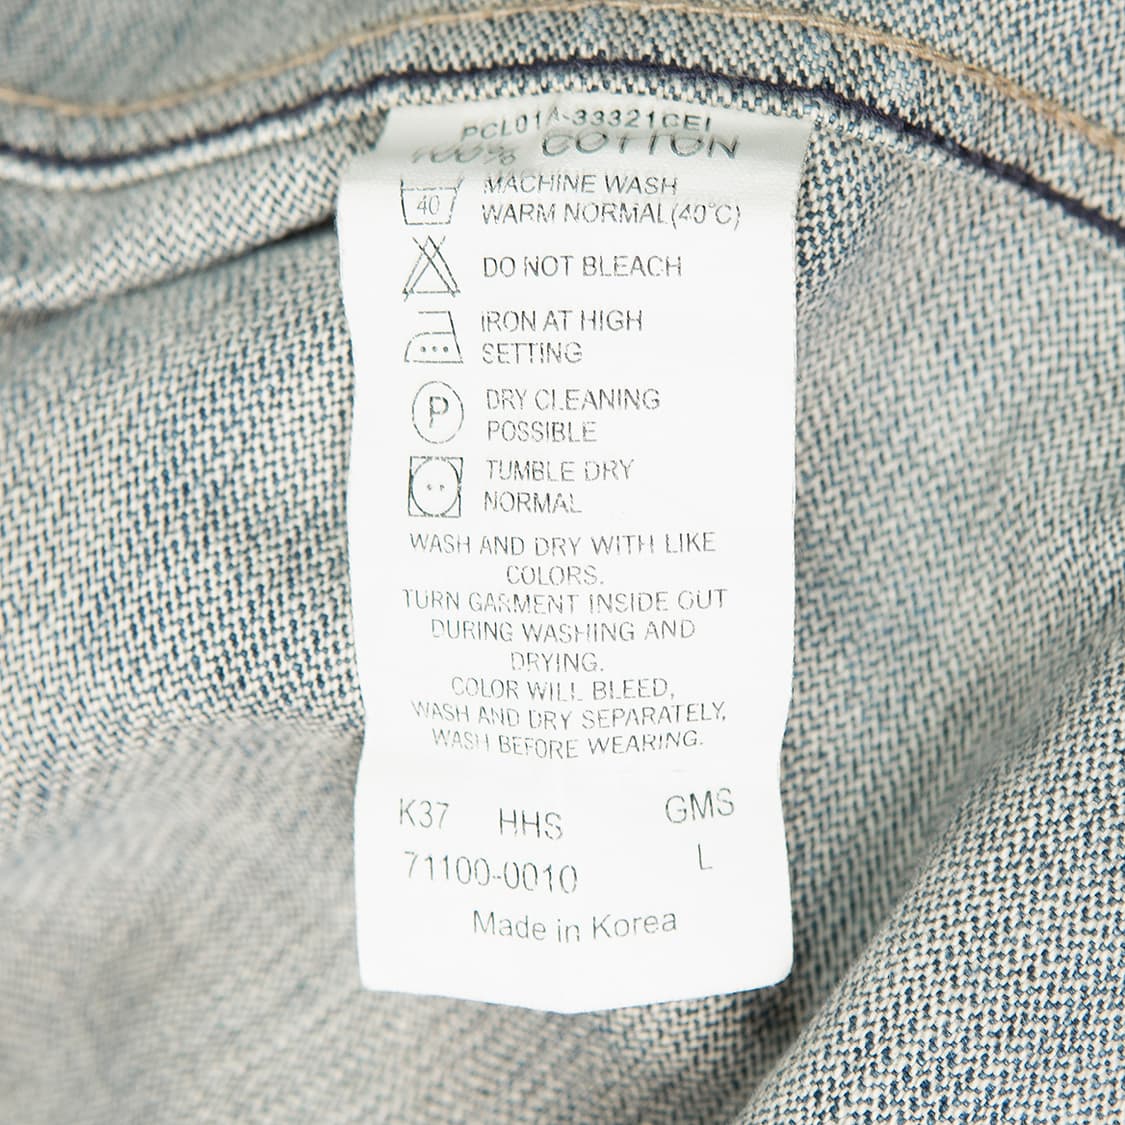 PCL01A-33321CEI
100% COTTON
40
MACHINE WASH
WARM NORMAL(40°C)
DO NOT BLEACH
IRON AT HIGH
SETTING
P
DRY CLEANING
POSSIBLE
TUMBLE DRY
NORMAL
WASH AND DRY WITH LIKE
COLORS.
TURN GARMENT INSIDE OUT
DURING WASHING AND
DRYING.
COLOR WILL BLEED,
WASH AND DRY SEPARATELY,
WASH BEFORE WEARING.
K37 HHS GMS
71100-0010 L
Made in Korea